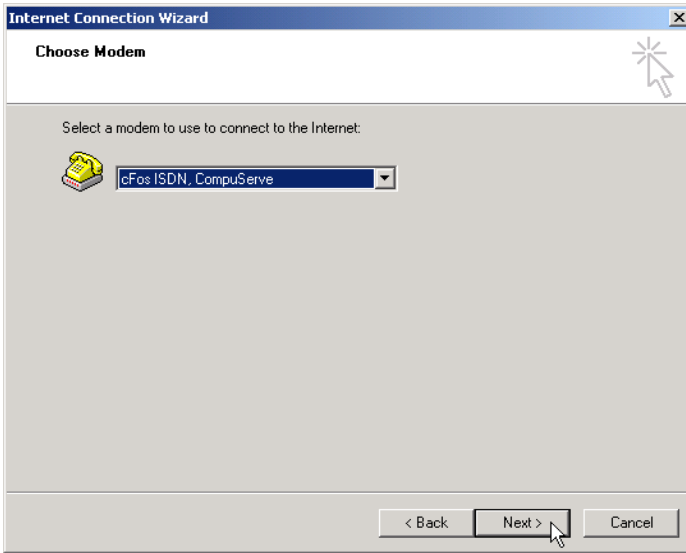 Internet Connection Wizard
Choose Modem
Select a modem to use to connect to the Internet:
cFos ISDN, CompuServe
< Back Next > Cancel